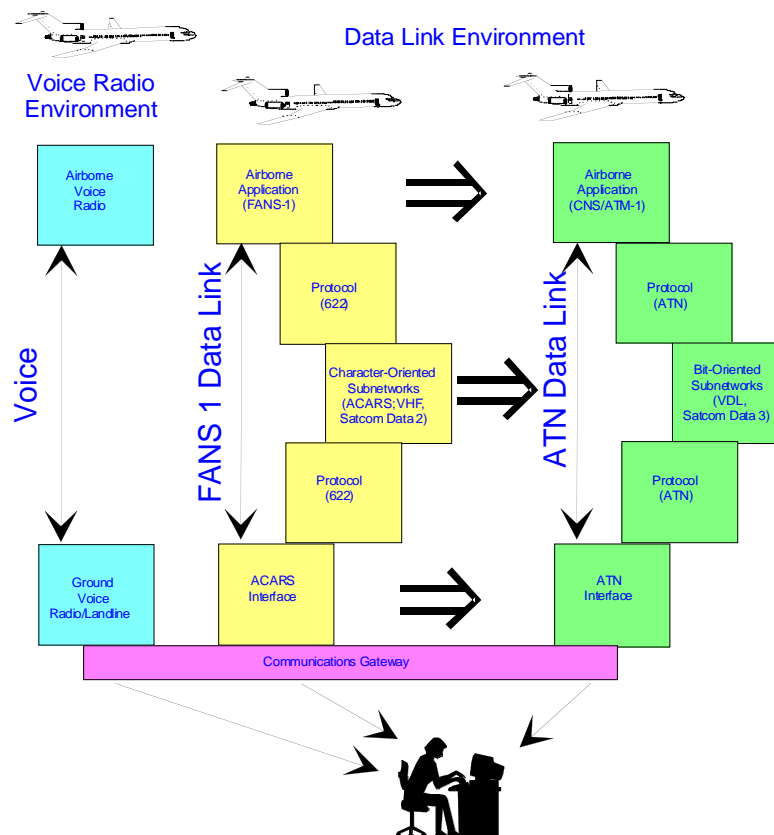 Data Link Environment
Voice Radio
Environment
Airborne
Voice
Radio
Airborne
Application
(FANS-1)
Airborne
Application
(CNS/ATM-1)
Voice
FANS 1 Data Link
ATN Data Link
Protocol
(622)
Protocol
(ATN)
Character-Oriented
Subnetworks
(ACARS;VHF,
Satcom Data 2)
Bit-Oriented
Subnetworks
(VDL,
Satcom Data 3)
Protocol
(622)
Protocol
(ATN)
Ground
Voice
Radio/Landline
ACARS
Interface
ATN
Interface
Communications Gateway